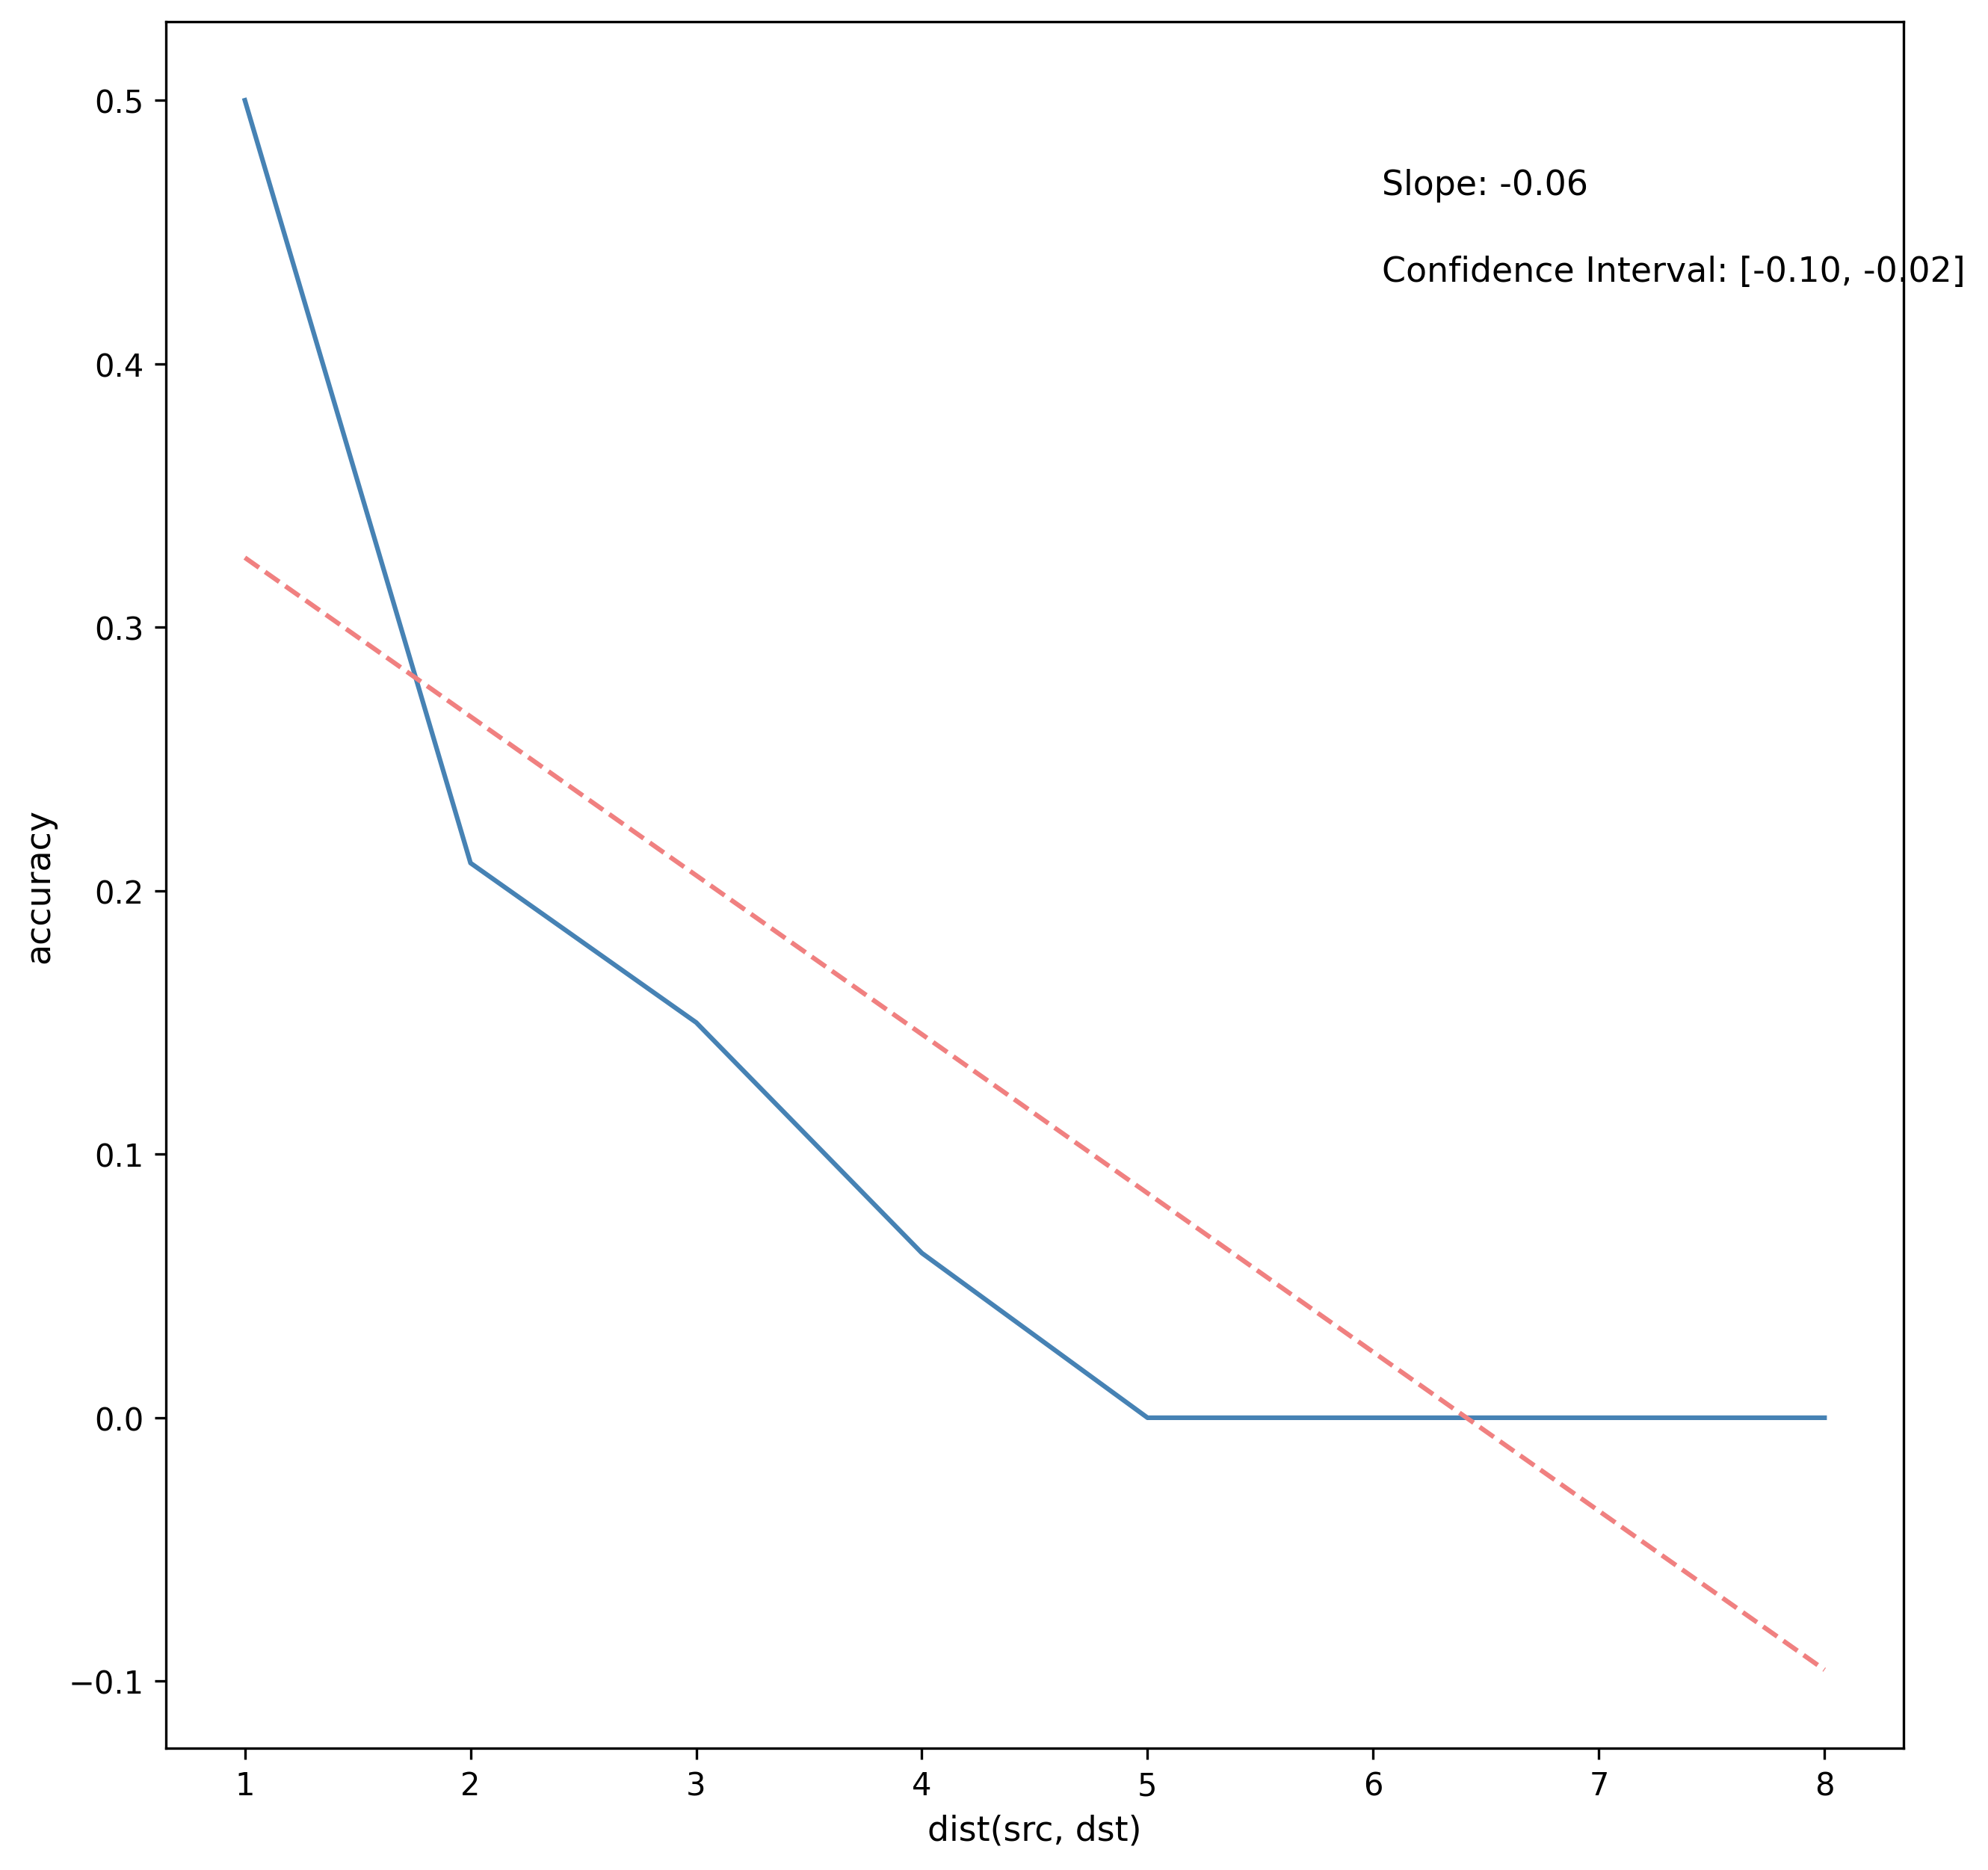 0.5
Slope: -0.06
Confidence Interval: [-0.10, -0.02]
0.4
0.3
accuracy
0.2
0.1
0.0
−0.1
1 2 3 4 5 6 7 8
dist(src, dst)